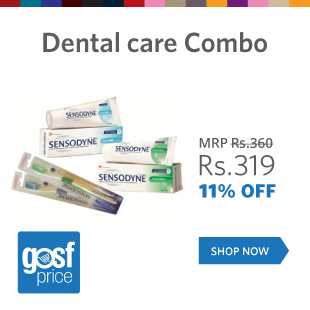 Dental care Combo
SENSODYNE
SENSODYNE
SENSODYNE
SENSODYNE
MRP Rs.360
Rs.319
11% OFF
gosf
price
SHOP NOW